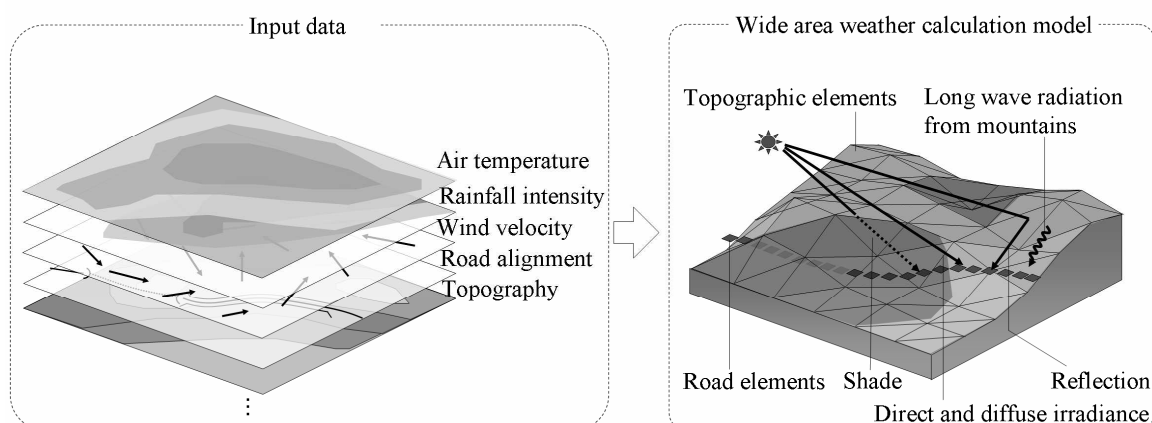 Input data
Air temperature
Rainfall intensity
Wind velocity
Road alignment
Topography
⋮
Wide area weather calculation model
Topographic elements
Long wave radiation
from mountains
Road elements
Shade
Reflection
Direct and diffuse irradiance